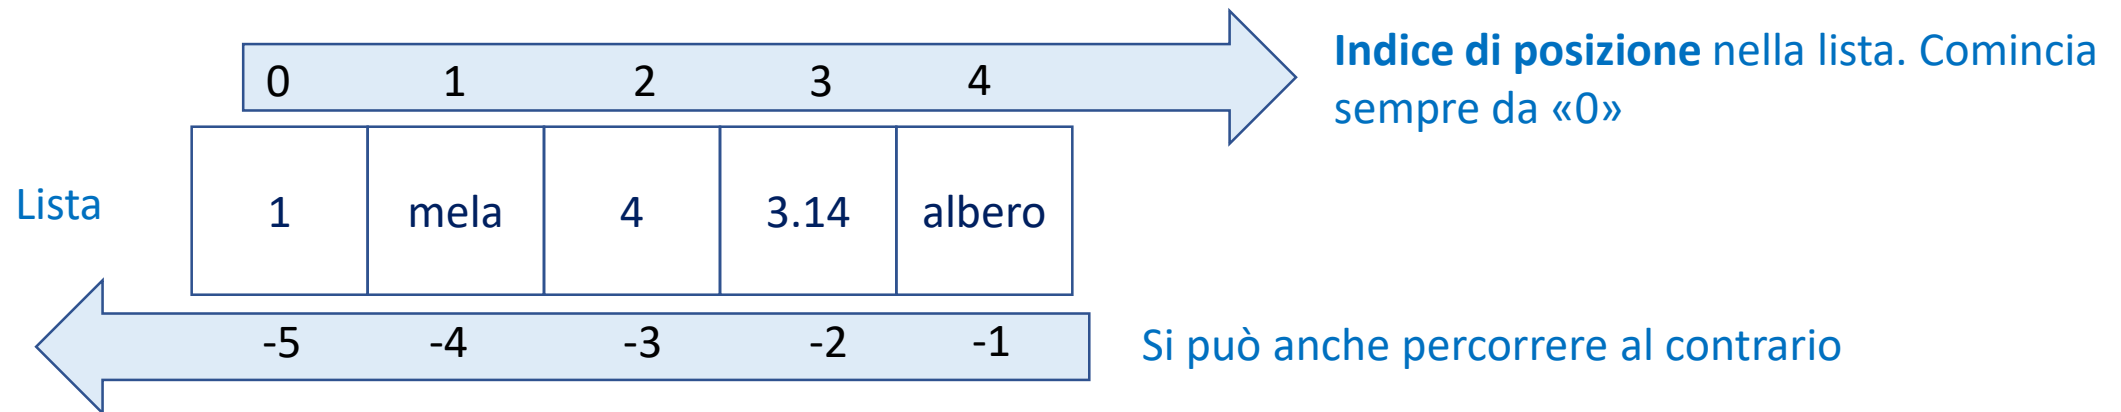 0 1 2 3 4
Indice di posizione nella lista. Comincia
sempre da «0»
Lista
1 mela 4 3.14 albero
-5 -4 -3 -2 -1
Si può anche percorrere al contrario